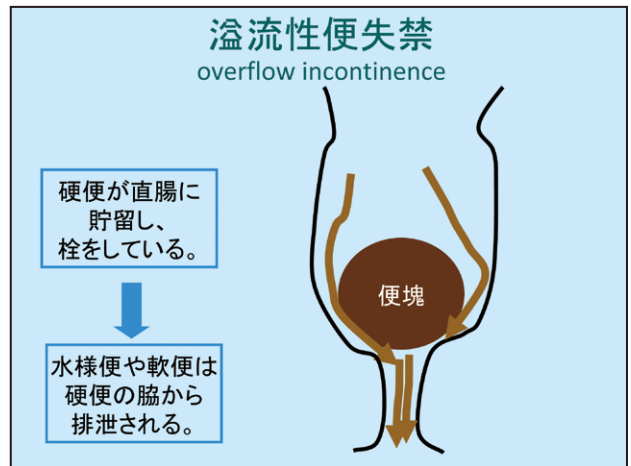 溢流性便失禁
overflow incontinence
硬便が直腸に
貯留し、
栓をしている。
便塊
水様便や軟便は
硬便の脇から
排泄される。